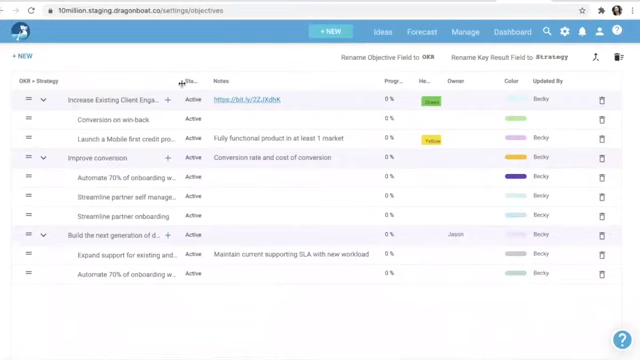 10million.staging.dragonboat.co/settings/objectives
+ NEW
Ideas
Forecast
Manage
Dashboard
+ NEW
Rename Objective Field to OKR
Rename Key Result Field to Strategy
OKR > Strategy
Sta...
Notes
Progr...
He...
Owner
Color
Updated By
Increase Existing Client Enga... +
Active
https://bit.ly/2ZJXdhK
0 %
Green
Becky
Conversion on win-back
Active
0 %
Becky
Launch a Mobile first credit pro...
Active
Fully functional product in at least 1 market
0 %
Yellow
Becky
Improve conversion +
Active
Conversion rate and cost of conversion
0 %
Becky
Automate 70% of onboarding w...
Active
0 %
Becky
Streamline partner self manage...
Active
0 %
Becky
Streamline partner onboarding
Active
0 %
Becky
Build the next generation of d... +
Active
0 %
Jason
Becky
Expand support for existing and...
Active
Maintain current supporting SLA with new workload
0 %
Becky
Automate 70% of onboarding w...
Active
0 %
Becky
?